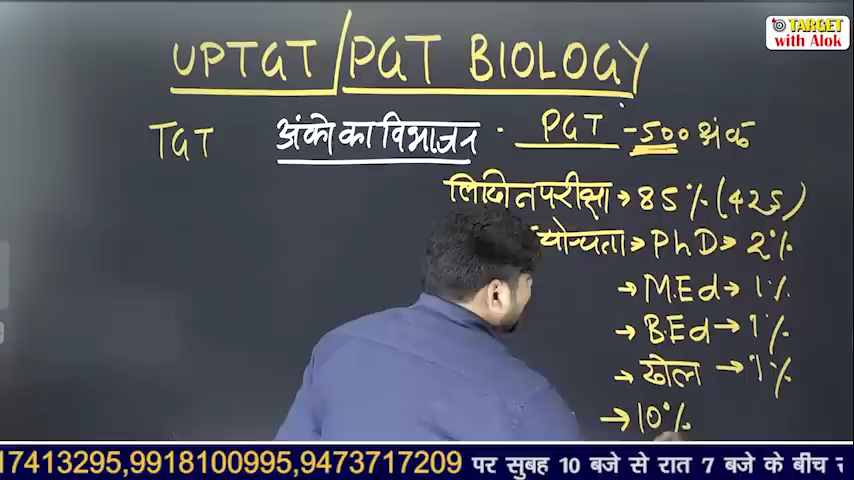 TARGET
with Alok
UPTGT/PGT BIOLOGY
TGT अंको का विभाजन PGT - 500 अंक
लिखित परीक्षा → 85% (425)
योग्यता → PhD → 2%
→ M.Ed → 1%
→ B.Ed → 1%
→ खेल → 1%
→ 10%
17413295,9918100995,9473717209 पर सुबह 10 बजे से रात 7 बजे के बीच